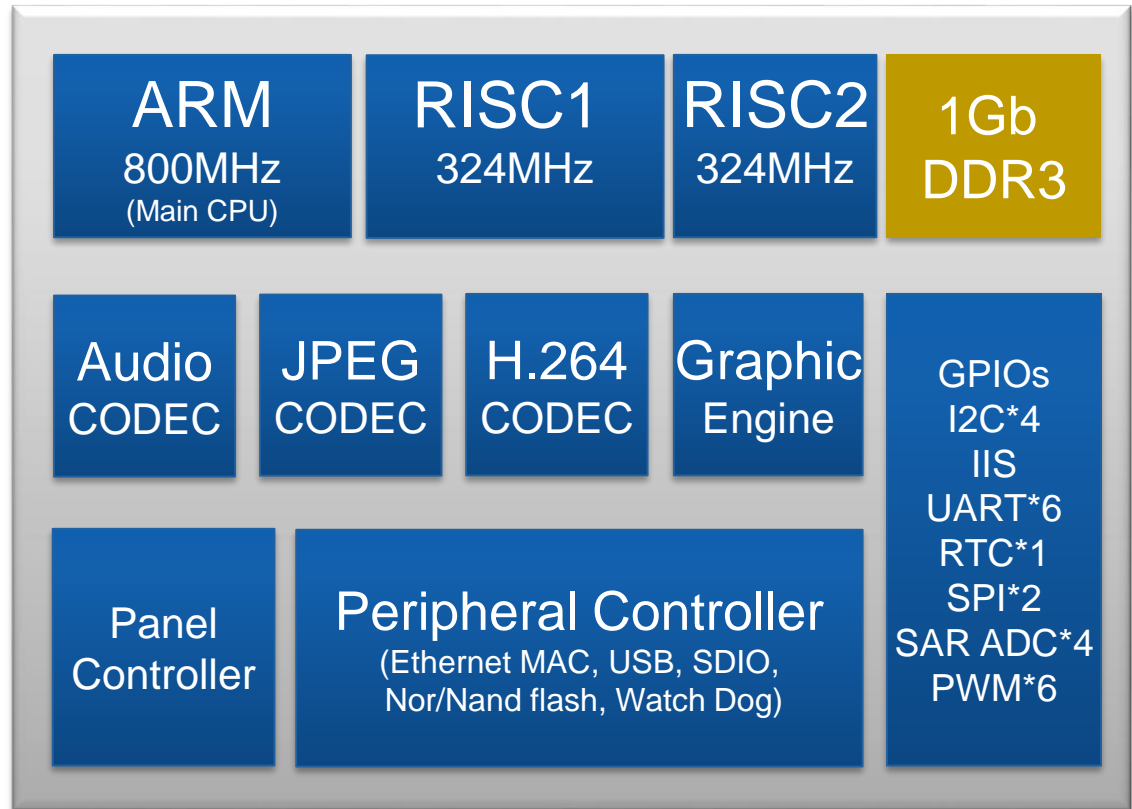 ARM
800MHz
(Main CPU)
RISC1
324MHz
RISC2
324MHz
1Gb
DDR3
Audio
CODEC
JPEG
CODEC
H.264
CODEC
Graphic
Engine
GPIOs
I2C*4
IIS
UART*6
RTC*1
SPI*2
SAR ADC*4
PWM*6
Panel
Controller
Peripheral Controller
(Ethernet MAC, USB, SDIO,
Nor/Nand flash, Watch Dog)